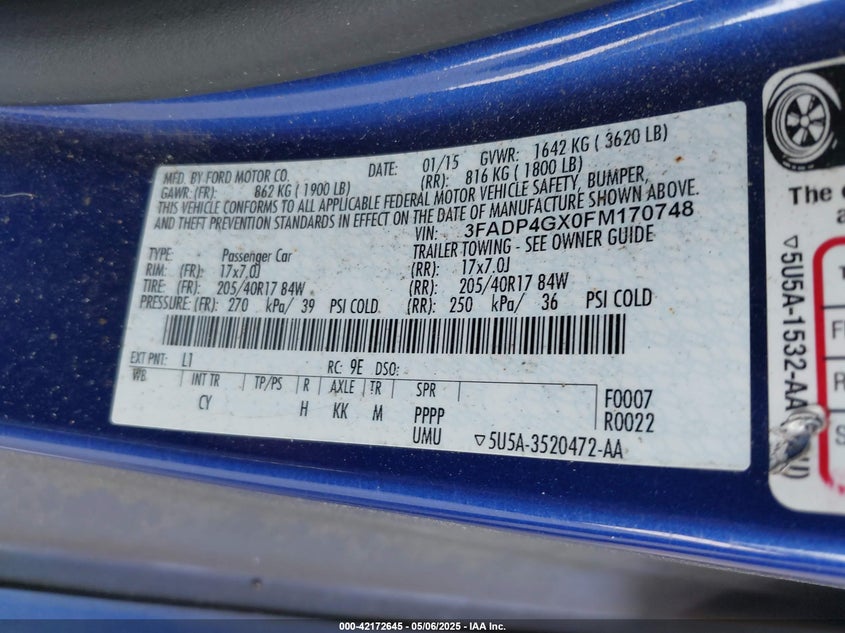 MFD. BY FORD MOTOR CO. DATE: 01/15 GVWR: 1642 KG ( 3620 LB)
GAWR: (FR): 862 KG ( 1900 LB) (RR): 816 KG ( 1800 LB)
THIS VEHICLE CONFORMS TO ALL APPLICABLE FEDERAL MOTOR VEHICLE SAFETY, BUMPER,
AND THEFT PREVENTION STANDARDS IN EFFECT ON THE DATE OF MANUFACTURE SHOWN ABOVE.
VIN: 3FADP4GX0FM170748
TYPE: Passenger Car TRAILER TOWING - SEE OWNER GUIDE
RIM: (FR): 17x7.0J (RR): 17x7.0J
TIRE: (FR): 205/40R17 84W (RR): 205/40R17 84W
PRESSURE: (FR): 270 kPa/ 39 PSI COLD (RR): 250 kPa/ 36 PSI COLD
EXT PNT: L1 RC: 9E DSO:
WB INT TR TP/PS R AXLE TR SPR F0007
CY H KK M PPPP R0022
UMU ▽5U5A-3520472-AA
The
▽5U5A-1532-AA
000-42172645 - 05/06/2025 - IAA Inc.